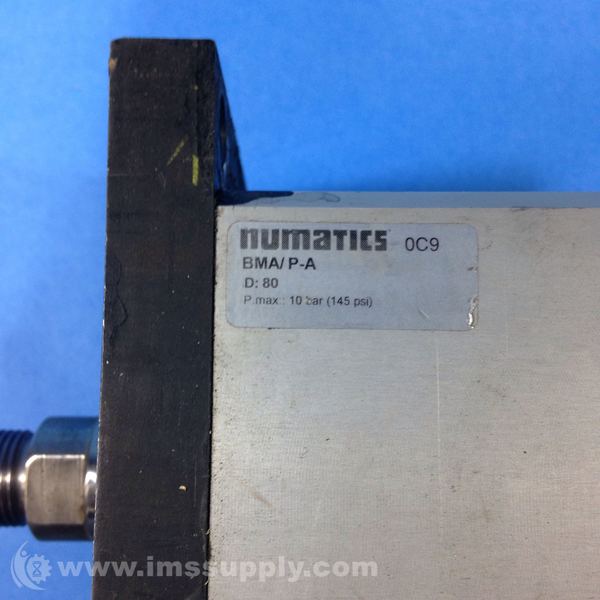 numatics 0C9
BMA/ P-A
D: 80
P.max.: 10 bar (145 psi)
www.imssupply.com